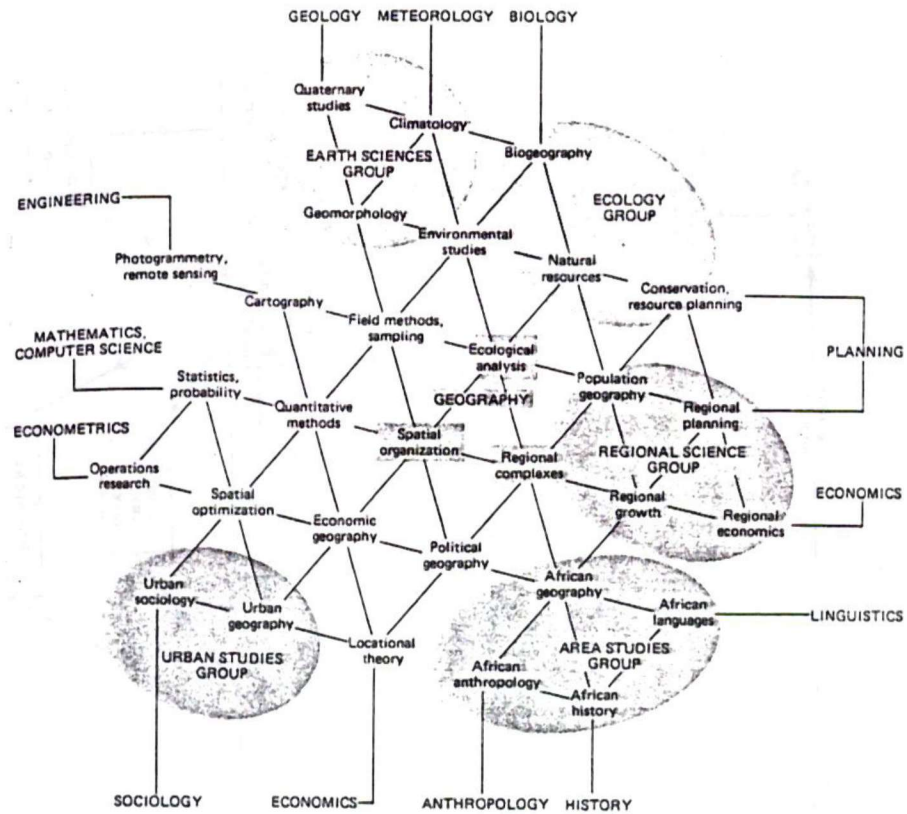 GEOLOGY METEOROLOGY BIOLOGY
Quaternary
studies
Climatology
Biogeography
EARTH SCIENCES
GROUP
ECOLOGY
GROUP
ENGINEERING
Geomorphology
Environmental
studies
Photogrammetry,
remote sensing
Natural
resources
Conservation,
resource planning
Cartography
Field methods,
sampling
MATHEMATICS,
COMPUTER SCIENCE
Ecological
analysis
PLANNING
Statistics,
probability
Population
geography
GEOGRAPHY
Quantitative
methods
Regional
planning
ECONOMETRICS
Spatial
organization
Regional
complexes
REGIONAL SCIENCE
GROUP
Operations
research
Spatial
optimization
Regional
growth
ECONOMICS
Economic
geography
Regional
economics
Political
geography
Urban
sociology
African
geography
Urban
geography
African
languages
LINGUISTICS
Locational
theory
URBAN STUDIES
GROUP
AREA STUDIES
GROUP
African
anthropology
African
history
SOCIOLOGY ECONOMICS ANTHROPOLOGY HISTORY